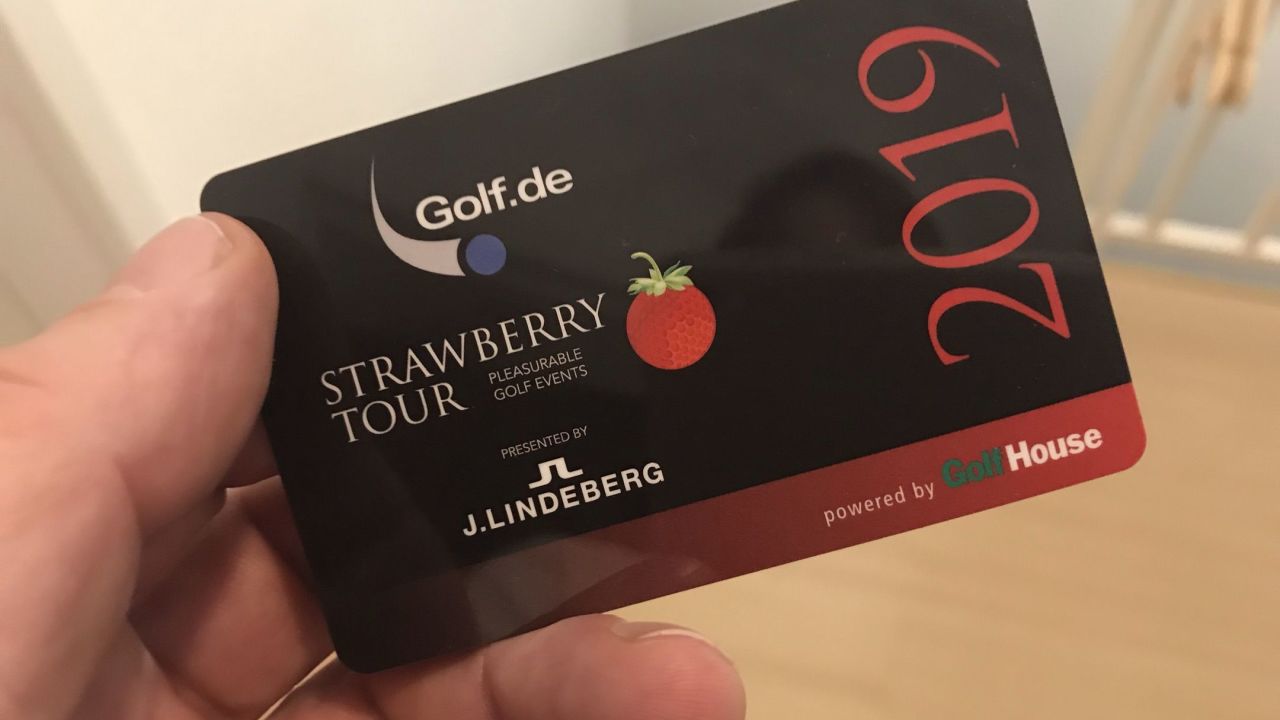 Golf.de
STRAWBERRY
TOUR
PLEASURABLE
GOLF EVENTS
PRESENTED BY
J.LINDEBERG
2019
powered by GolfHouse